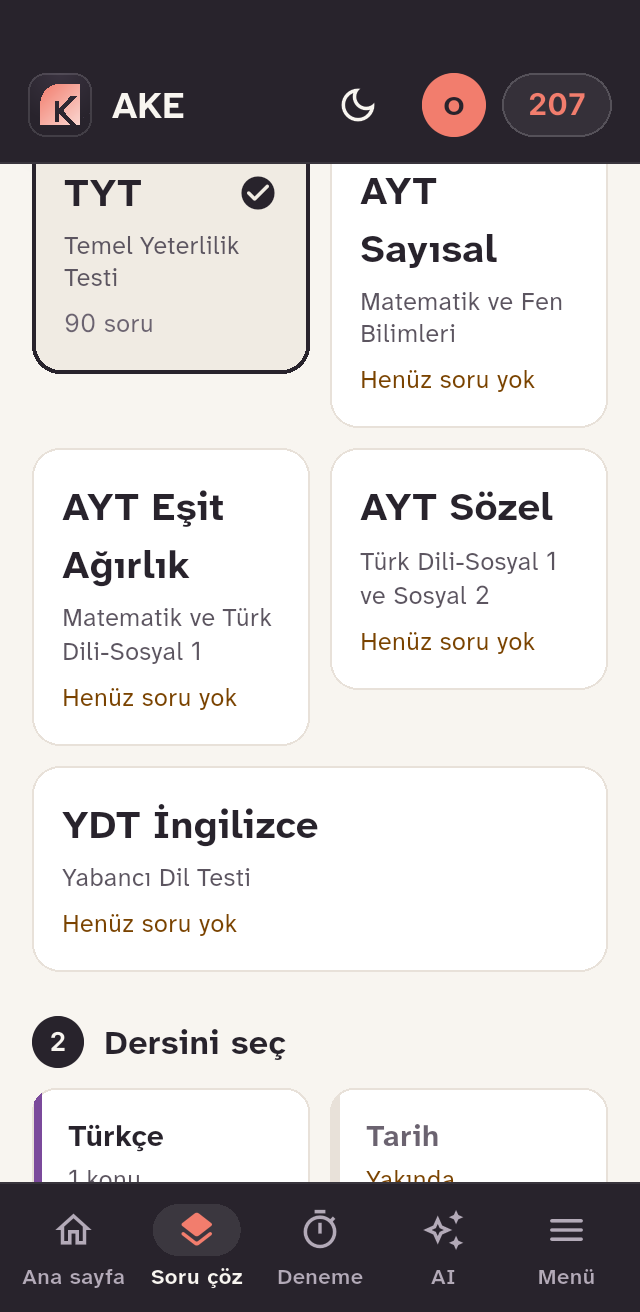 AKE
O
207
TYT
Temel Yeterlilik
Testi
90 soru
AYT
Sayısal
Matematik ve Fen
Bilimleri
Henüz soru yok
AYT Eşit
Ağırlık
Matematik ve Türk
Dili-Sosyal 1
Henüz soru yok
AYT Sözel
Türk Dili-Sosyal 1
ve Sosyal 2
Henüz soru yok
YDT İngilizce
Yabancı Dil Testi
Henüz soru yok
2 Dersini seç
Türkçe
1 konu
Tarih
Yakında
Ana sayfa
Soru çöz
Deneme
AI
Menü